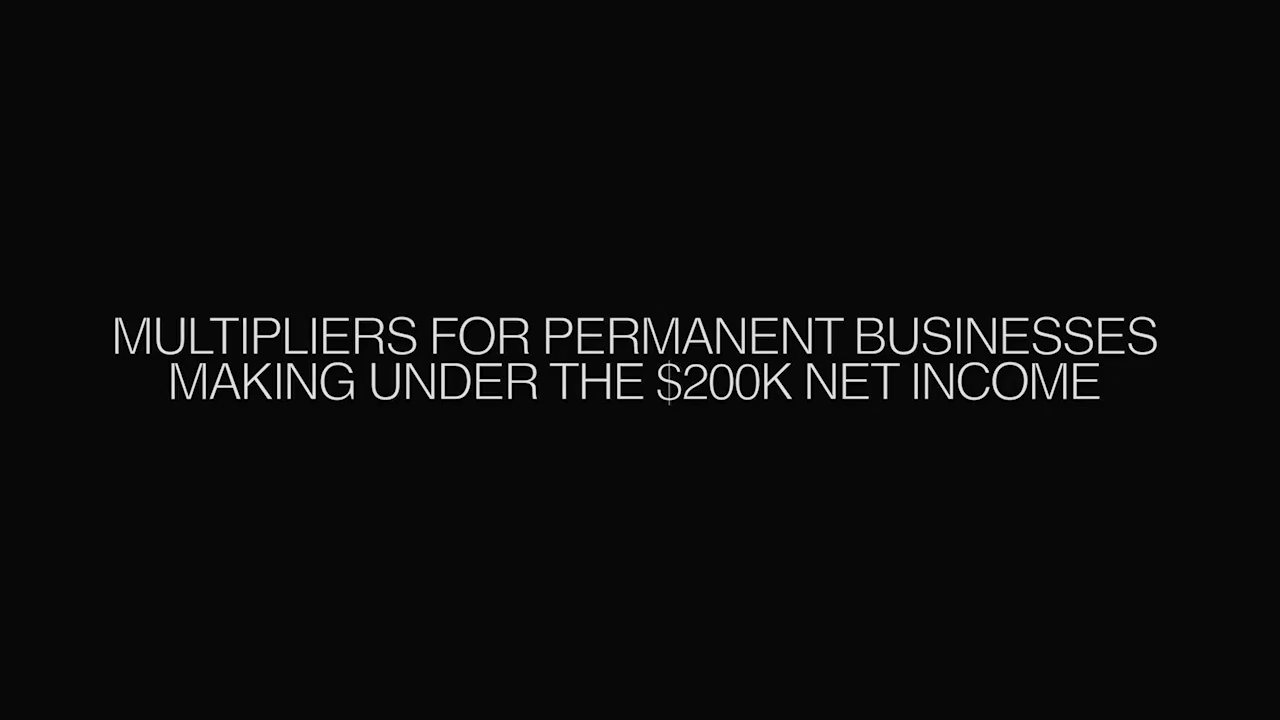 MULTIPLIERS FOR PERMANENT BUSINESSES
MAKING UNDER THE $200K NET INCOME